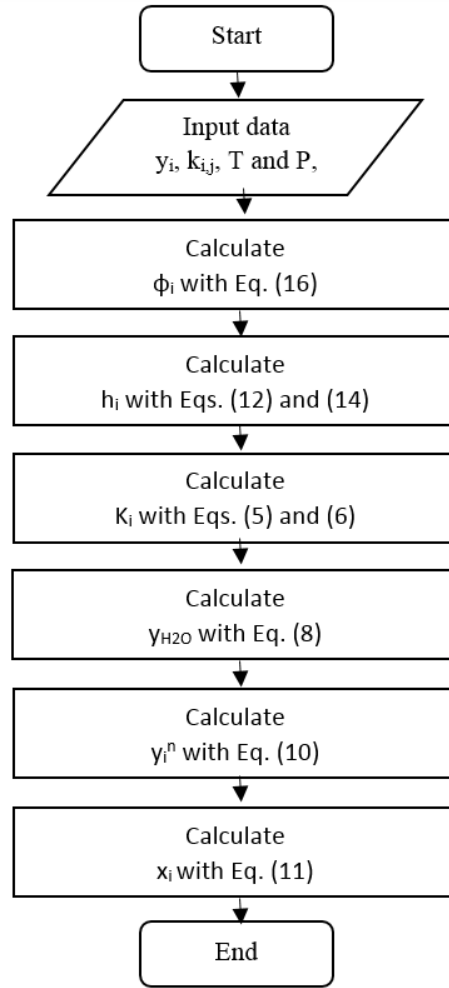 Start
Input data
yᵢ, kᵢ,ⱼ, T and P,
Calculate
ϕᵢ with Eq. (16)
Calculate
hᵢ with Eqs. (12) and (14)
Calculate
Kᵢ with Eqs. (5) and (6)
Calculate
y_H2O with Eq. (8)
Calculate
yᵢⁿ with Eq. (10)
Calculate
xᵢ with Eq. (11)
End